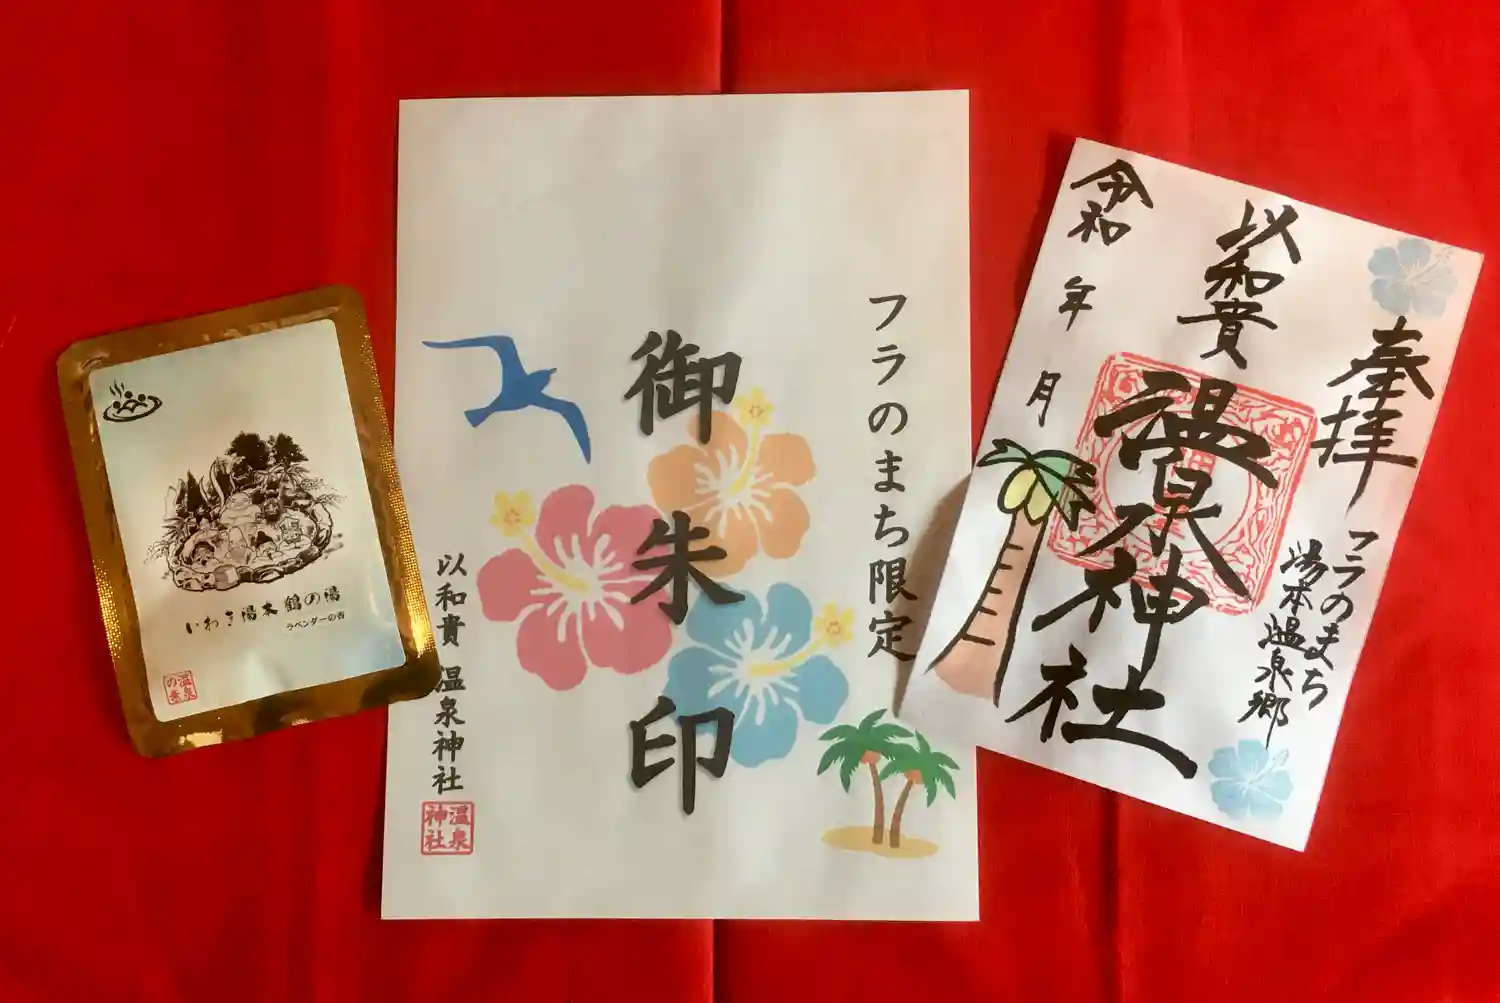 いわき湯本 鶴の湯
ラベンダーの香
温泉
の素
フラのまち限定
御朱印
以和貴 温泉神社
温泉
神社
奉拝
フラのまち
湯本温泉郷
以和貴
温泉神社
令和 年 月